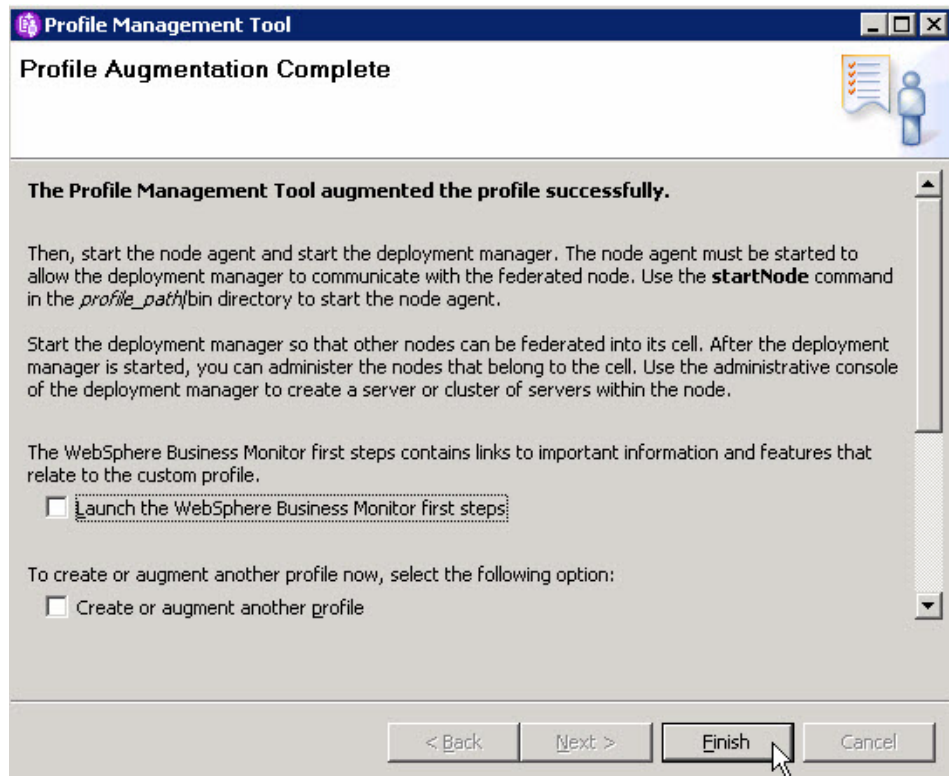 Profile Management Tool
Profile Augmentation Complete
The Profile Management Tool augmented the profile successfully.
Then, start the node agent and start the deployment manager. The node agent must be started to
allow the deployment manager to communicate with the federated node. Use the startNode command
in the profile_path/bin directory to start the node agent.
Start the deployment manager so that other nodes can be federated into its cell. After the deployment
manager is started, you can administer the nodes that belong to the cell. Use the administrative console
of the deployment manager to create a server or cluster of servers within the node.
The WebSphere Business Monitor first steps contains links to important information and features that
relate to the custom profile.
Launch the WebSphere Business Monitor first steps
To create or augment another profile now, select the following option:
Create or augment another profile
< Back Next > Finish Cancel